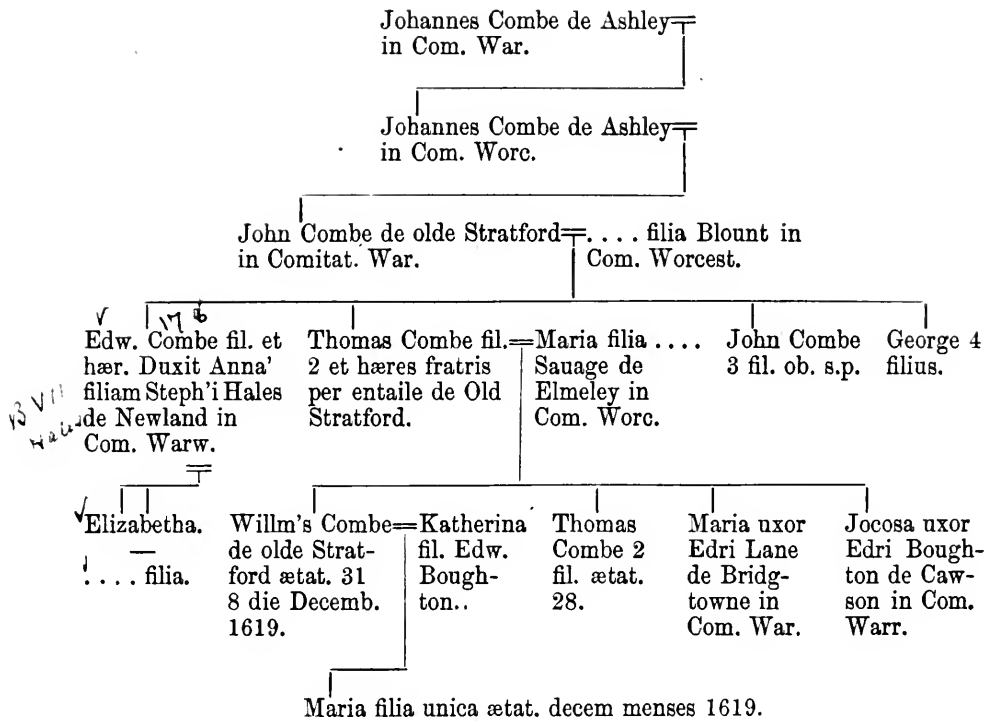 Johannes Combe de Ashley
in Com. War.
Johannes Combe de Ashley
in Com. Worc.
John Combe de olde Stratford
in Comitat. War.
.... filia Blount in
Com. Worcest.
Edw. Combe fil. et
hær. Duxit Anna'
filiam Steph'i Hales
de Newland in
Com. Warw.
Thomas Combe fil.
2 et hæres fratris
per entaile de Old
Stratford.
Maria filia ....
Sauage de
Elmeley in
Com. Worc.
John Combe
3 fil. ob. s.p.
George 4
filius.
Elizabetha.
—
.... filia.
Willm's Combe
de olde Strat-
ford ætat. 31
8 die Decemb.
1619.
Katherina
fil. Edw.
Bough-
ton..
Thomas
Combe 2
fil. ætat.
28.
Maria uxor
Edri Lane
de Bridg-
towne in
Com. War.
Jocosa uxor
Edri Bough-
ton de Caw-
son in Com.
Warr.
Maria filia unica ætat. decem menses 1619.